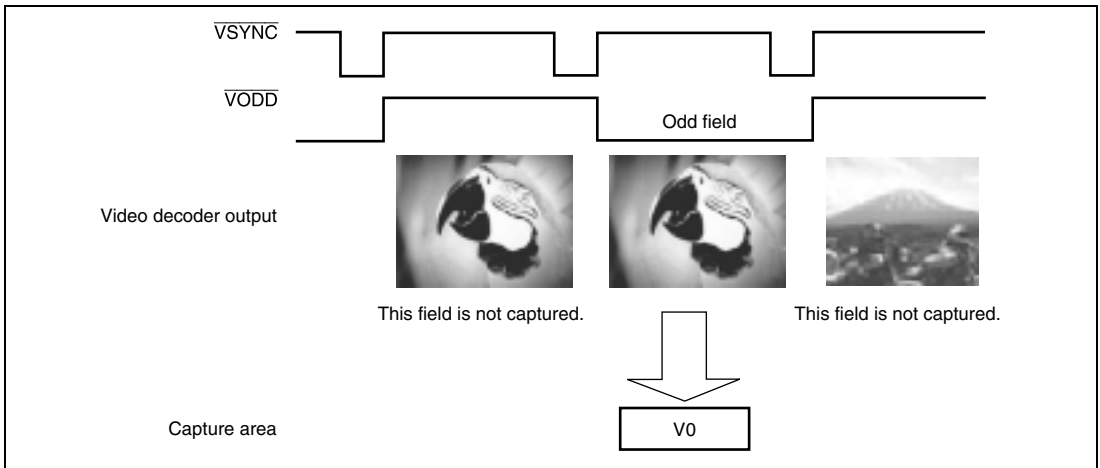 VSYNC
VODD
Odd field
Video decoder output
This field is not captured.
This field is not captured.
Capture area
V0